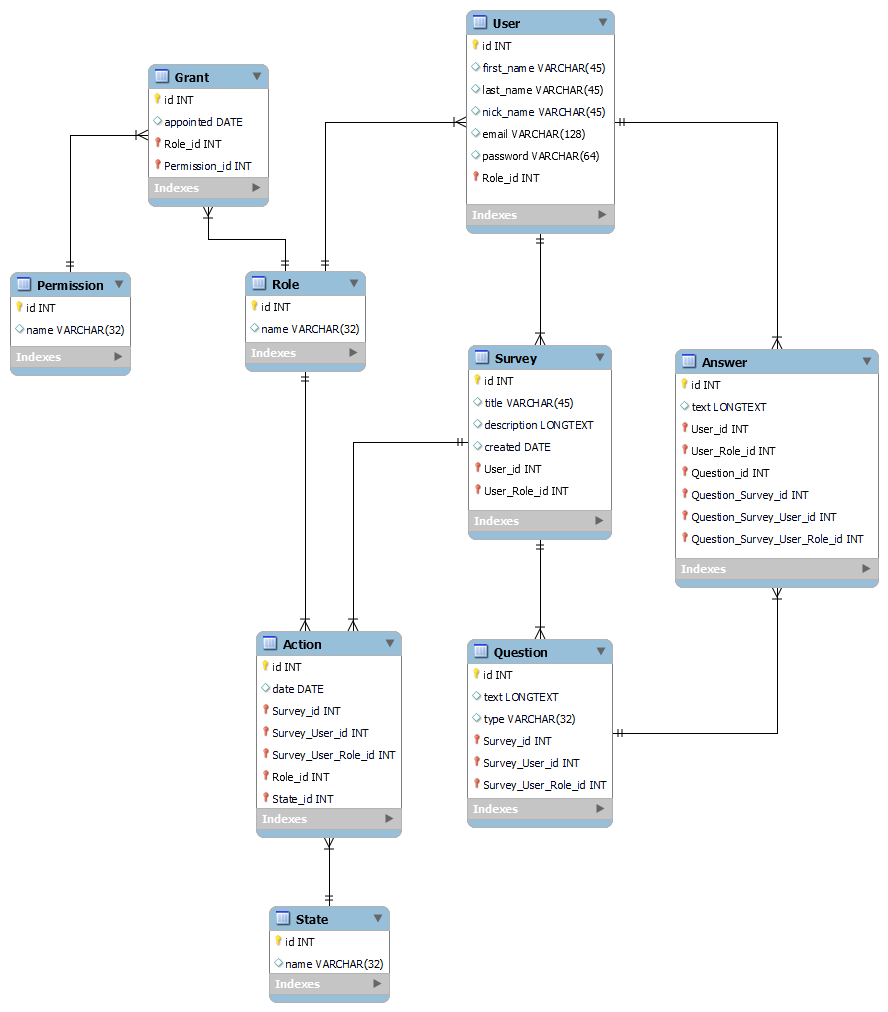 User
id INT
first_name VARCHAR(45)
last_name VARCHAR(45)
nick_name VARCHAR(45)
email VARCHAR(128)
password VARCHAR(64)
Role_id INT
Indexes
Grant
id INT
appointed DATE
Role_id INT
Permission_id INT
Indexes
Permission
id INT
name VARCHAR(32)
Indexes
Role
id INT
name VARCHAR(32)
Indexes
Survey
id INT
title VARCHAR(45)
description LONGTEXT
created DATE
User_id INT
User_Role_id INT
Indexes
Answer
id INT
text LONGTEXT
User_id INT
User_Role_id INT
Question_id INT
Question_Survey_id INT
Question_Survey_User_id INT
Question_Survey_User_Role_id INT
Indexes
Action
id INT
date DATE
Survey_id INT
Survey_User_id INT
Survey_User_Role_id INT
Role_id INT
State_id INT
Indexes
Question
id INT
text LONGTEXT
type VARCHAR(32)
Survey_id INT
Survey_User_id INT
Survey_User_Role_id INT
Indexes
State
id INT
name VARCHAR(32)
Indexes